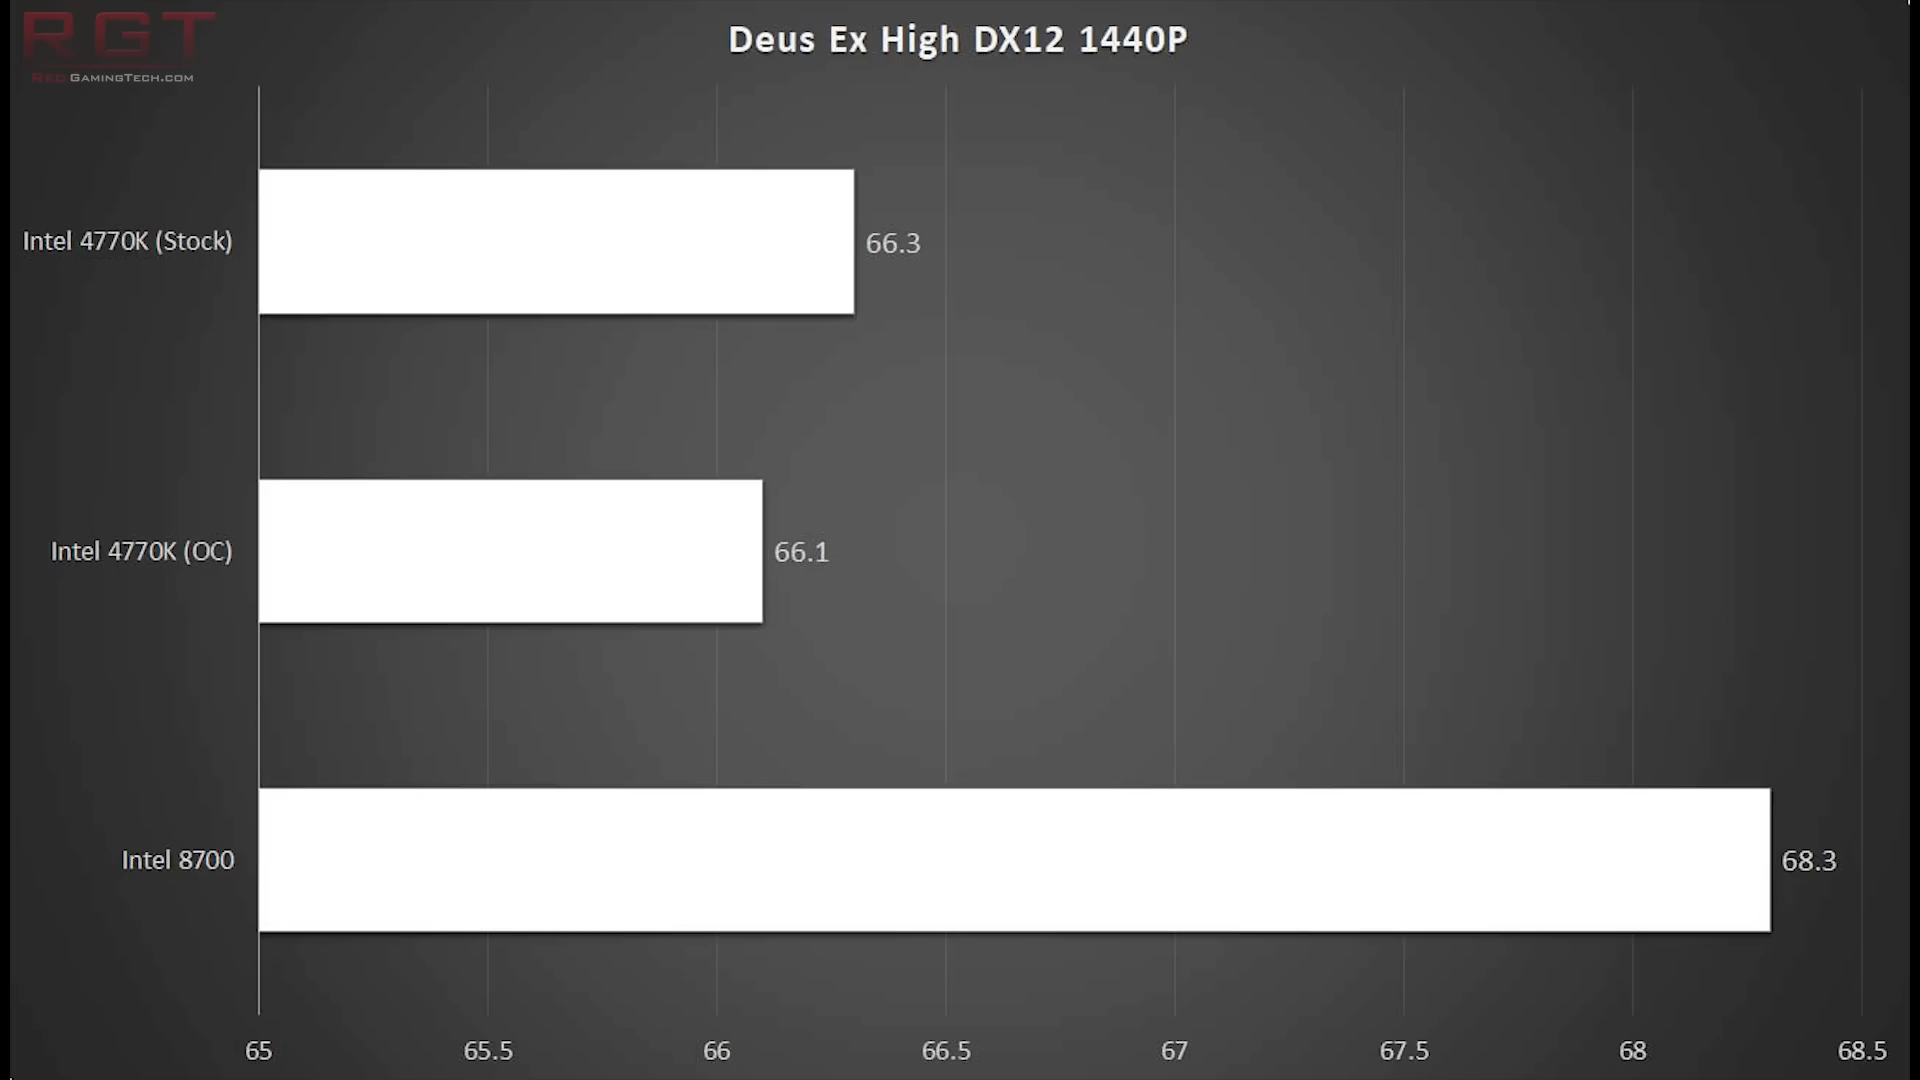 RGT
RedGamingTech.com
Deus Ex High DX12 1440P
Intel 4770K (Stock)
66.3
Intel 4770K (OC)
66.1
Intel 8700
68.3
65 65.5 66 66.5 67 67.5 68 68.5